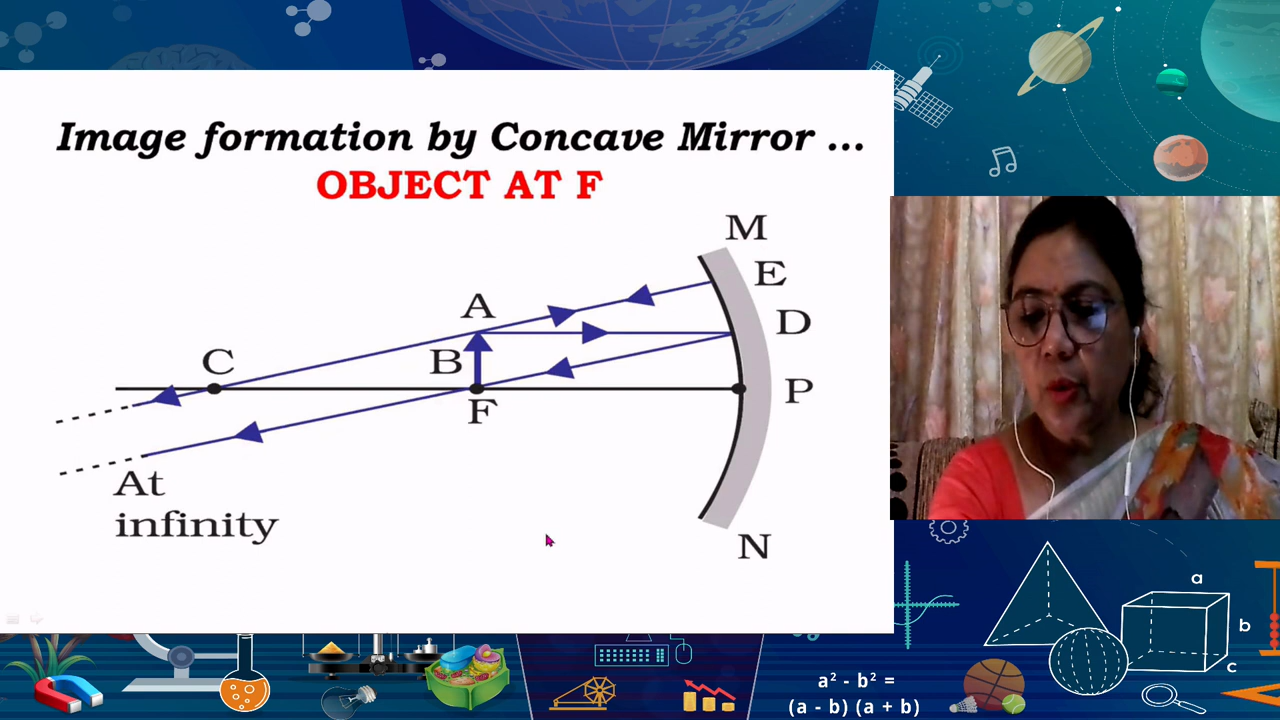 Image formation by Concave Mirror ...
OBJECT AT F
M
E
A
D
C
B
P
F
At
infinity
N
a
b
c
a² - b² =
(a - b) (a + b)